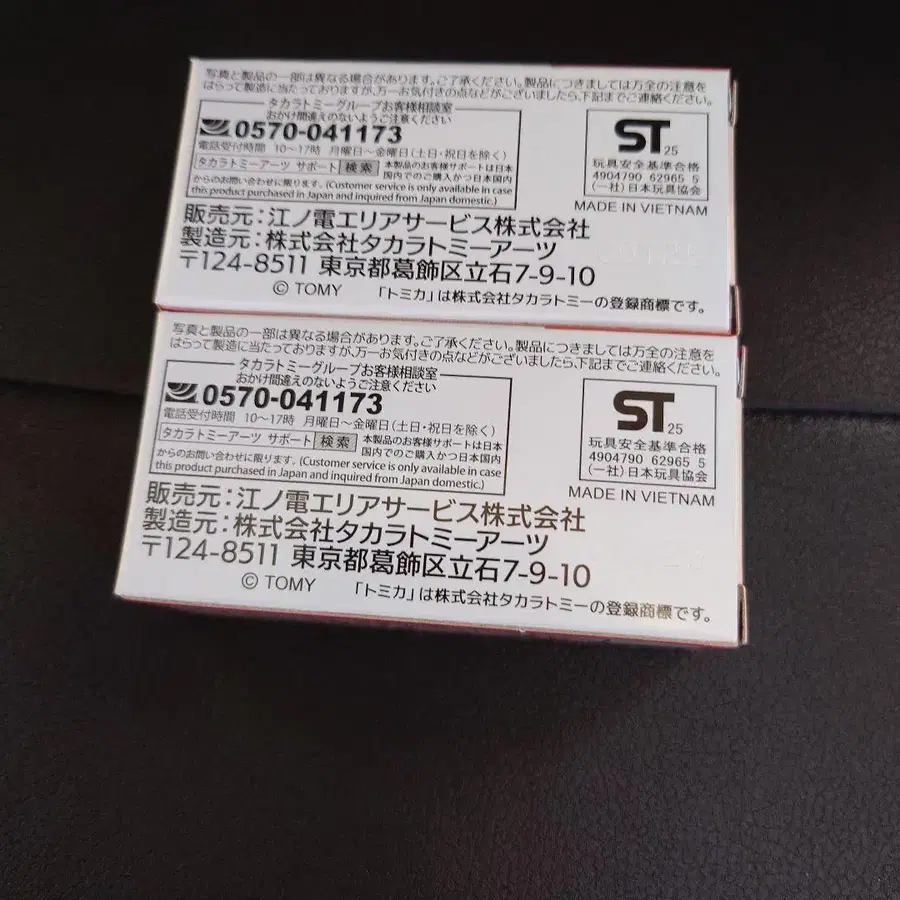 写真と製品の一部は異なる場合があります。ご了承ください。製品につきましては万全の注意を
はらって製造に当たっておりますが、万一お気付きの点などがございましたら、下記までご連絡ください。
タカラトミーグループお客様相談室
おかけ間違えのないようご注意ください
0570-041173
電話受付時間 10〜17時 月曜日〜金曜日(土日・祝日を除く)
タカラトミーアーツ サポート 検索 本製品のお客様サポートは日本
国内でのご購入かつ日本国内
からのお問い合わせに限ります。(Customer service is only available in case
this product purchased in Japan and inquired from Japan domestic.)
ST 25
玩具安全基準合格
4904790 62965 5
(一社)日本玩具協会
MADE IN VIETNAM
販売元:江ノ電エリアサービス株式会社
製造元:株式会社タカラトミーアーツ
〒124-8511 東京都葛飾区立石7-9-10
© TOMY 「トミカ」は株式会社タカラトミーの登録商標です。
写真と製品の一部は異なる場合があります。ご了承ください。製品につきましては万全の注意を
はらって製造に当たっておりますが、万一お気付きの点などがございましたら、下記までご連絡ください。
タカラトミーグループお客様相談室
おかけ間違えのないようご注意ください
0570-041173
電話受付時間 10〜17時 月曜日〜金曜日(土日・祝日を除く)
タカラトミーアーツ サポート 検索 本製品のお客様サポートは日本
国内でのご購入かつ日本国内
からのお問い合わせに限ります。(Customer service is only available in case
this product purchased in Japan and inquired from Japan domestic.)
ST 25
玩具安全基準合格
4904790 62965 5
(一社)日本玩具協会
MADE IN VIETNAM
販売元:江ノ電エリアサービス株式会社
製造元:株式会社タカラトミーアーツ
〒124-8511 東京都葛飾区立石7-9-10
© TOMY 「トミカ」は株式会社タカラトミーの登録商標です。